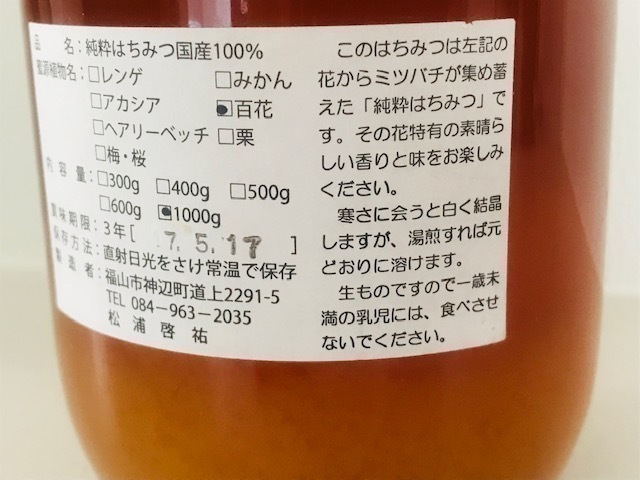 品　　名：純粋はちみつ国産100%
蜜源植物名：□レンゲ　□みかん
□アカシア　■百花
□ヘアリーベッチ　□栗
□梅・桜
内 容 量：□300g　□400g　□500g
□600g　■1000g
賞味期限：3年[ 7.5.17 ]
保存方法：直射日光をさけ常温で保存
製 造 者：福山市神辺町道上2291-5
TEL 084-963-2035
松 浦 啓 祐
このはちみつは左記の
花からミツバチが集め蓄
えた「純粋はちみつ」で
す。その花特有の素晴ら
しい香りと味をお楽しみ
ください。
寒さに会うと白く結晶
しますが、湯煎すれば元
どおりに溶けます。
生ものですので一歳未
満の乳児には、食べさせ
ないでください。